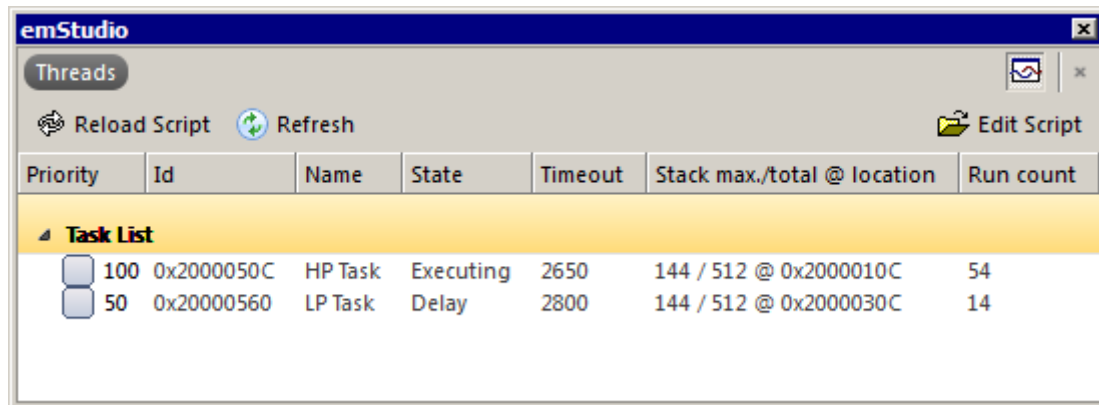 emStudio
Threads
Reload Script Refresh Edit Script
Priority Id Name State Timeout Stack max./total @ location Run count
Task List
100 0x2000050C HP Task Executing 2650 144 / 512 @ 0x2000010C 54
50 0x20000560 LP Task Delay 2800 144 / 512 @ 0x2000030C 14